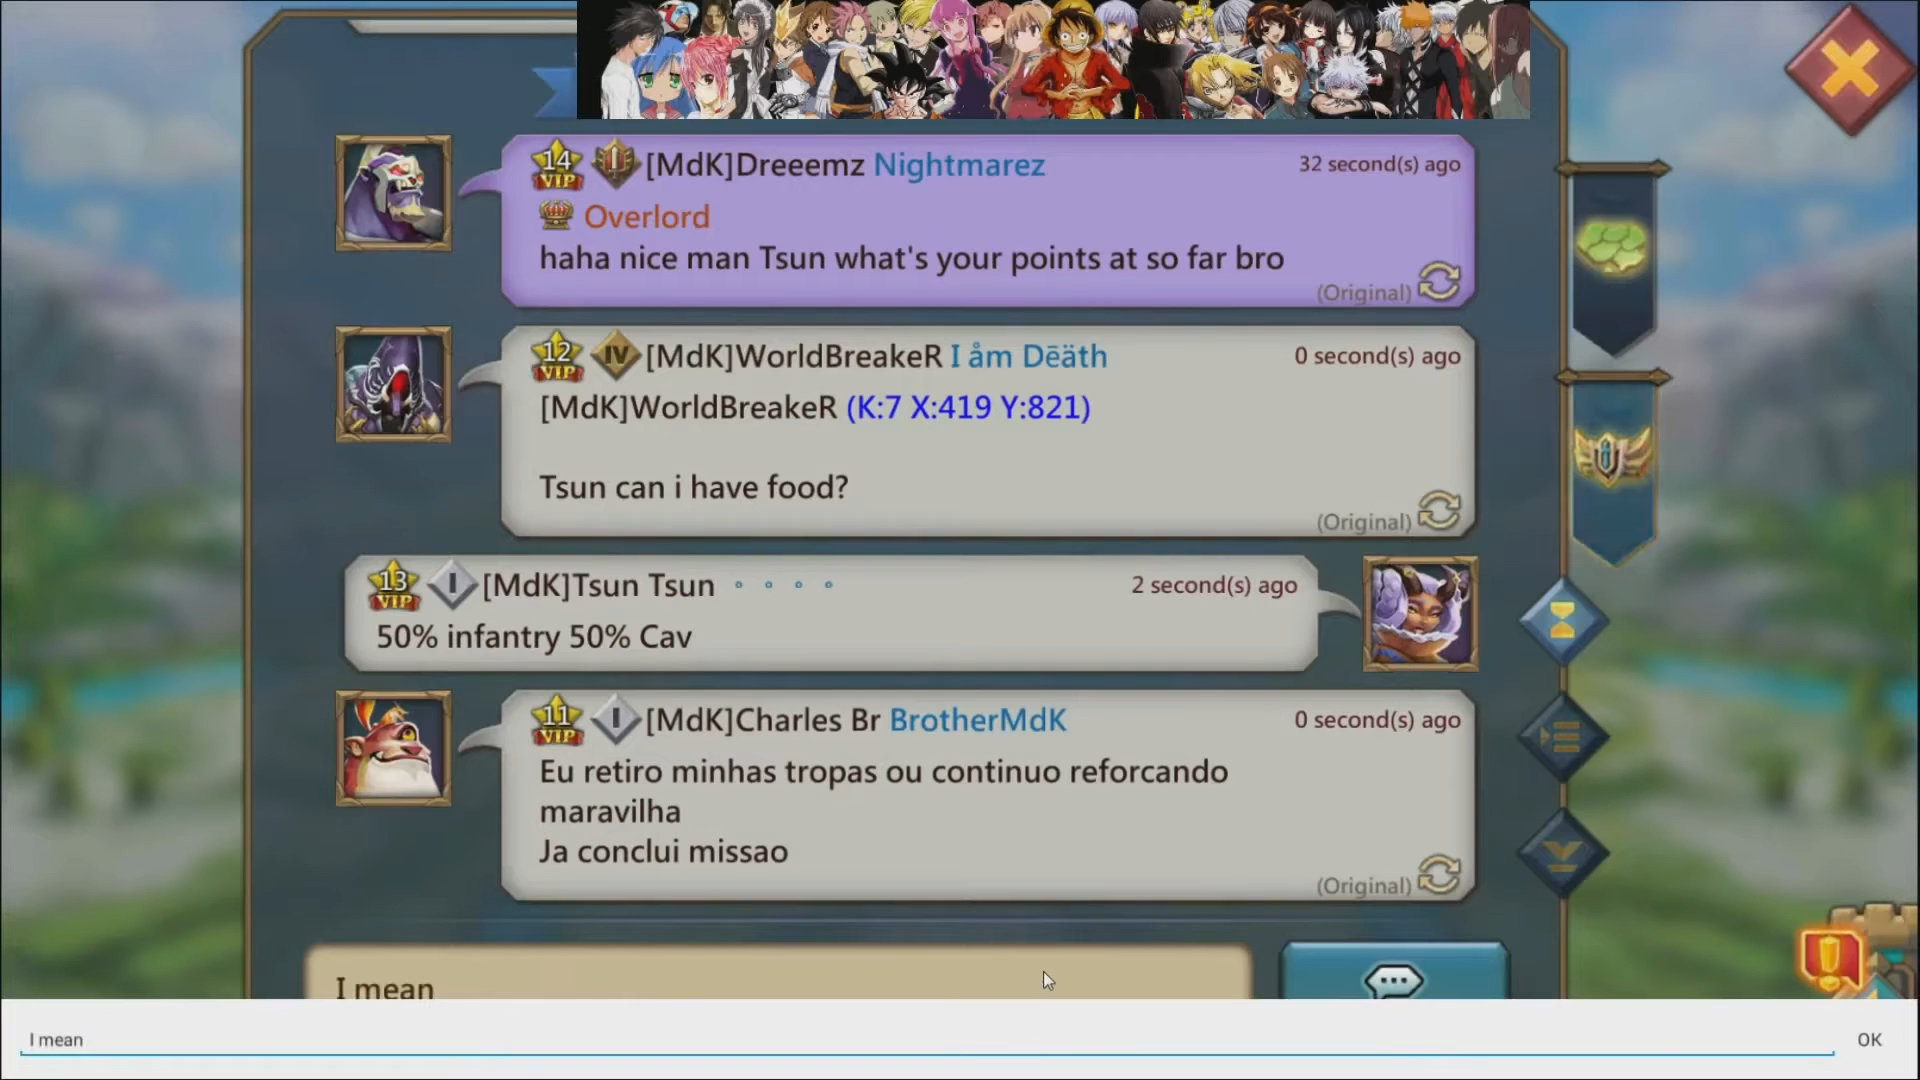 14 VIP [MdK]Dreeemz Nightmarez 32 second(s) ago
Overlord
haha nice man Tsun what's your points at so far bro
(Original)
12 VIP IV [MdK]WorldBreakeR I åm Dēäth 0 second(s) ago
[MdK]WorldBreakeR (K:7 X:419 Y:821)
Tsun can i have food?
(Original)
13 VIP I [MdK]Tsun Tsun 2 second(s) ago
50% infantry 50% Cav
11 VIP I [MdK]Charles Br BrotherMdK 0 second(s) ago
Eu retiro minhas tropas ou continuo reforcando
maravilha
Ja conclui missao
(Original)
I mean
I mean OK